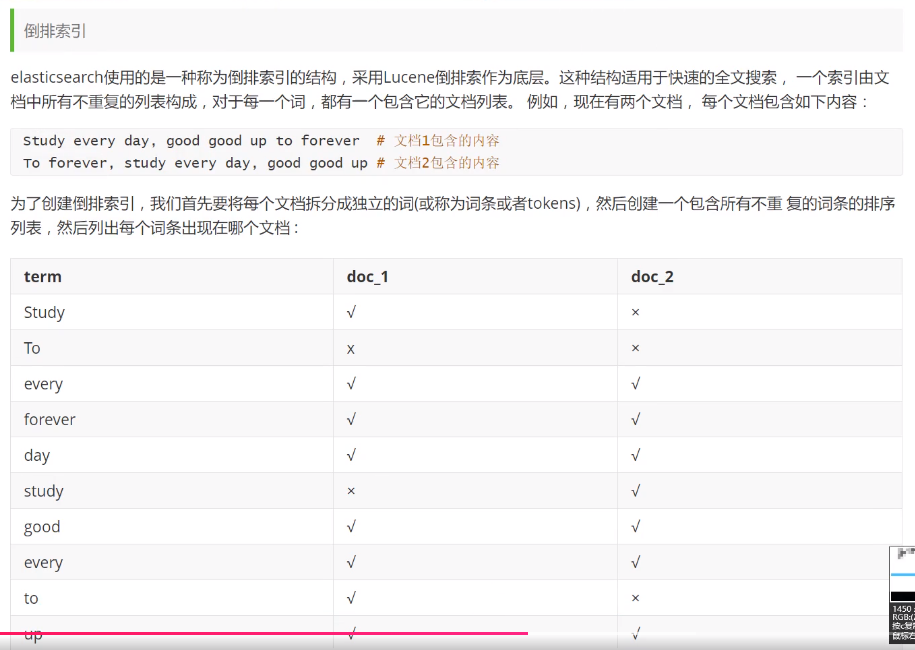 倒排索引
elasticsearch使用的是一种称为倒排索引的结构，采用Lucene倒排索作为底层。这种结构适用于快速的全文搜索， 一个索引由文
档中所有不重复的列表构成，对于每一个词，都有一个包含它的文档列表。 例如，现在有两个文档， 每个文档包含如下内容：
Study every day, good good up to forever  # 文档1包含的内容
To forever, study every day, good good up # 文档2包含的内容
为了创建倒排索引，我们首先要将每个文档拆分成独立的词(或称为词条或者tokens)，然后创建一个包含所有不重 复的词条的排序
列表，然后列出每个词条出现在哪个文档：
term doc_1 doc_2
Study √ ×
To x ×
every √ √
forever √ √
day √ √
study × √
good √ √
every √ √
to √ ×
up √ √
1450
RGB:(